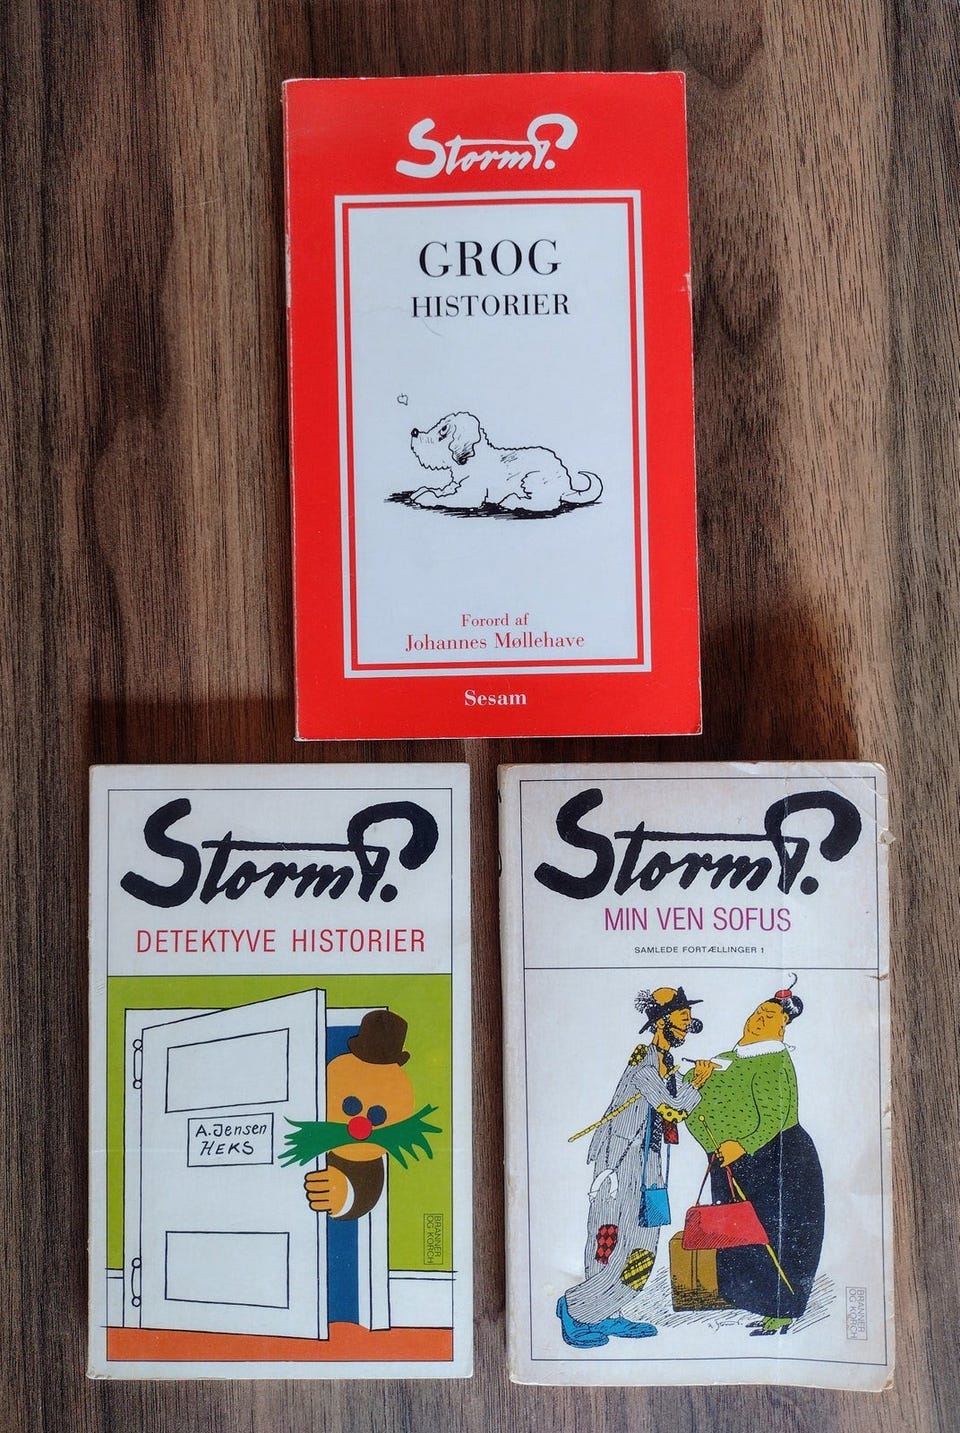 Storm P.
GROG
HISTORIER
Forord af
Johannes Møllehave
Sesam
Storm P.
DETEKTYVE HISTORIER
A. Jensen
HEKS
BRANNER
OG KORCH
Storm P.
MIN VEN SOFUS
SAMLEDE FORTÆLLINGER 1
BRANNER
OG KORCH